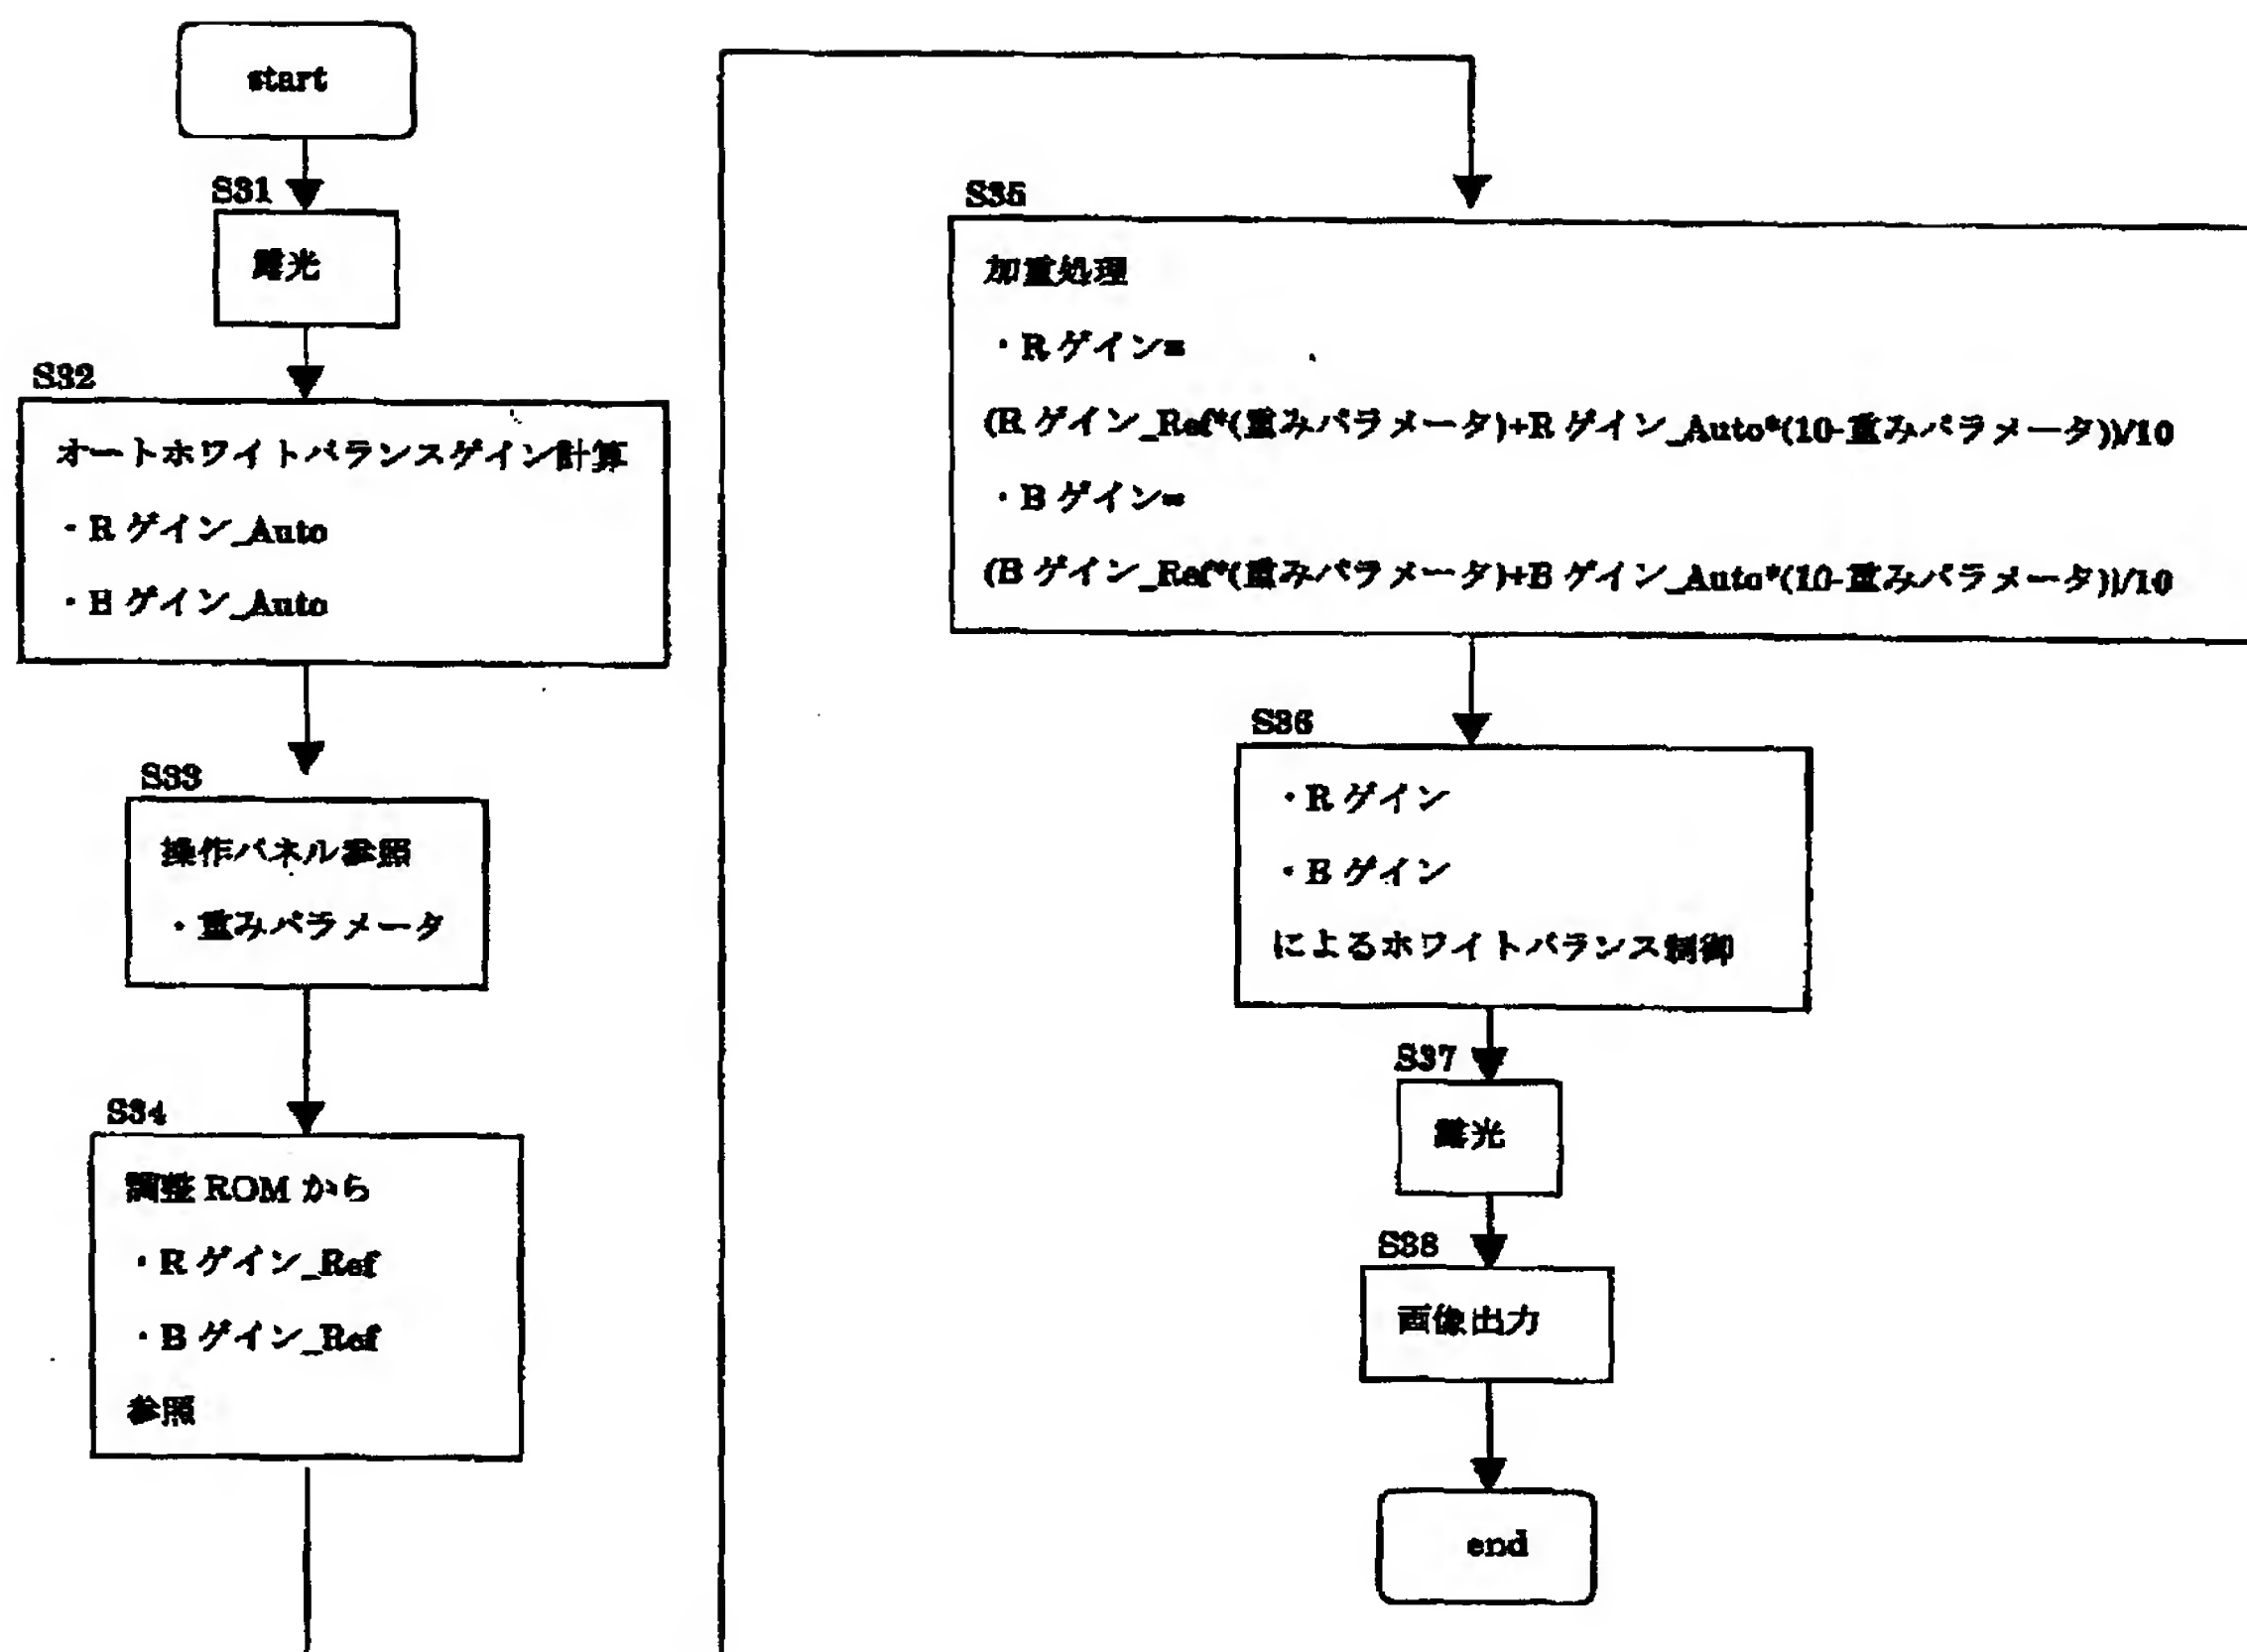 start
S31
露光
S32
オートホワイトバランスゲイン計算
・Rゲイン_Auto
・Bゲイン_Auto
S33
操作パネル参照
・重みパラメータ
S34
調整ROMから
・Rゲイン_Ref
・Bゲイン_Ref
参照
S35
加重処理
・Rゲイン=
(Rゲイン_Ref*(重みパラメータ)+Rゲイン_Auto*(10-重みパラメータ))/10
・Bゲイン=
(Bゲイン_Ref*(重みパラメータ)+Bゲイン_Auto*(10-重みパラメータ))/10
S36
・Rゲイン
・Bゲイン
によるホワイトバランス制御
S37
露光
S38
画像出力
end